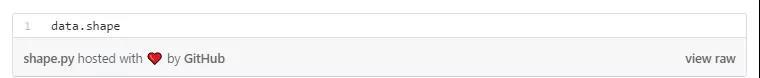 1 data.shape
shape.py hosted with ❤ by GitHub view raw